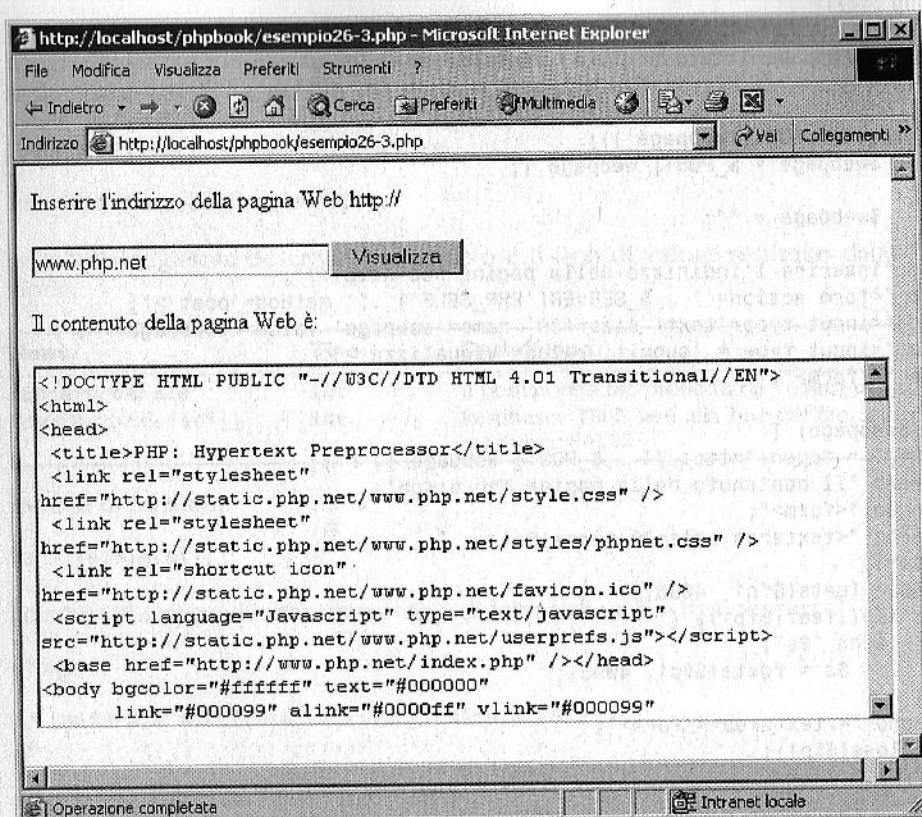 http://localhost/phpbook/esempio26-3.php - Microsoft Internet Explorer
File Modifica Visualizza Preferiti Strumenti ?
Indietro Cerca Preferiti Multimedia
Indirizzo http://localhost/phpbook/esempio26-3.php Vai Collegamenti »
Inserire l'indirizzo della pagina Web http://
www.php.net Visualizza
Il contenuto della pagina Web è:
<!DOCTYPE HTML PUBLIC "-//W3C//DTD HTML 4.01 Transitional//EN">
<html>
<head>
<title>PHP: Hypertext Preprocessor</title>
<link rel="stylesheet"
href="http://static.php.net/www.php.net/style.css" />
<link rel="stylesheet"
href="http://static.php.net/www.php.net/styles/phpnet.css" />
<link rel="shortcut icon"
href="http://static.php.net/www.php.net/favicon.ico" />
<script language="Javascript" type="text/javascript"
src="http://static.php.net/www.php.net/userprefs.js"></script>
<base href="http://www.php.net/index.php" /></head>
<body bgcolor="#ffffff" text="#000000"
link="#000099" alink="#0000ff" vlink="#000099"
Operazione completata Intranet locale